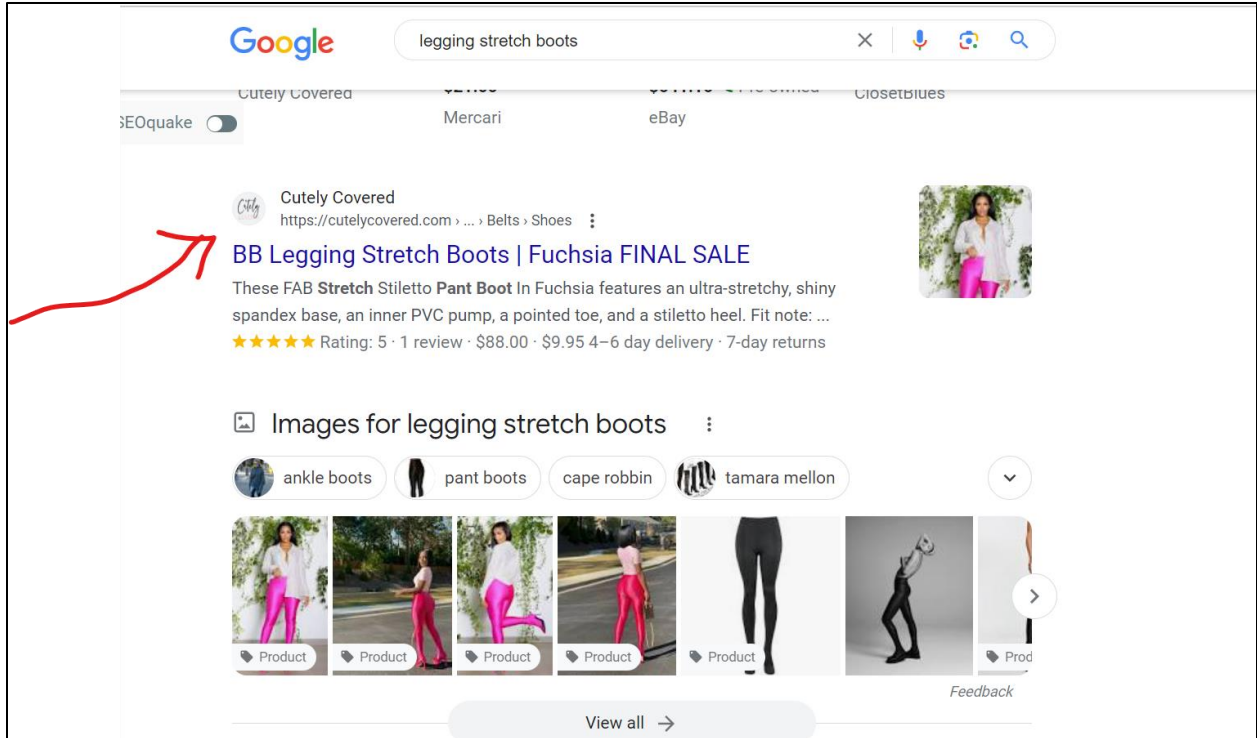 Google
legging stretch boots
Cutely Covered
Mercari
eBay
ClosetBlues
SEOquake
Cutely
Cutely Covered
https://cutelycovered.com › ... › Belts › Shoes
BB Legging Stretch Boots | Fuchsia FINAL SALE
These FAB Stretch Stiletto Pant Boot In Fuchsia features an ultra-stretchy, shiny
spandex base, an inner PVC pump, a pointed toe, and a stiletto heel. Fit note: ...
Rating: 5 · 1 review · $88.00 · $9.95 4–6 day delivery · 7-day returns
Images for legging stretch boots
ankle boots
pant boots
cape robbin
tamara mellon
Product
Product
Product
Product
Product
Prod
Feedback
View all